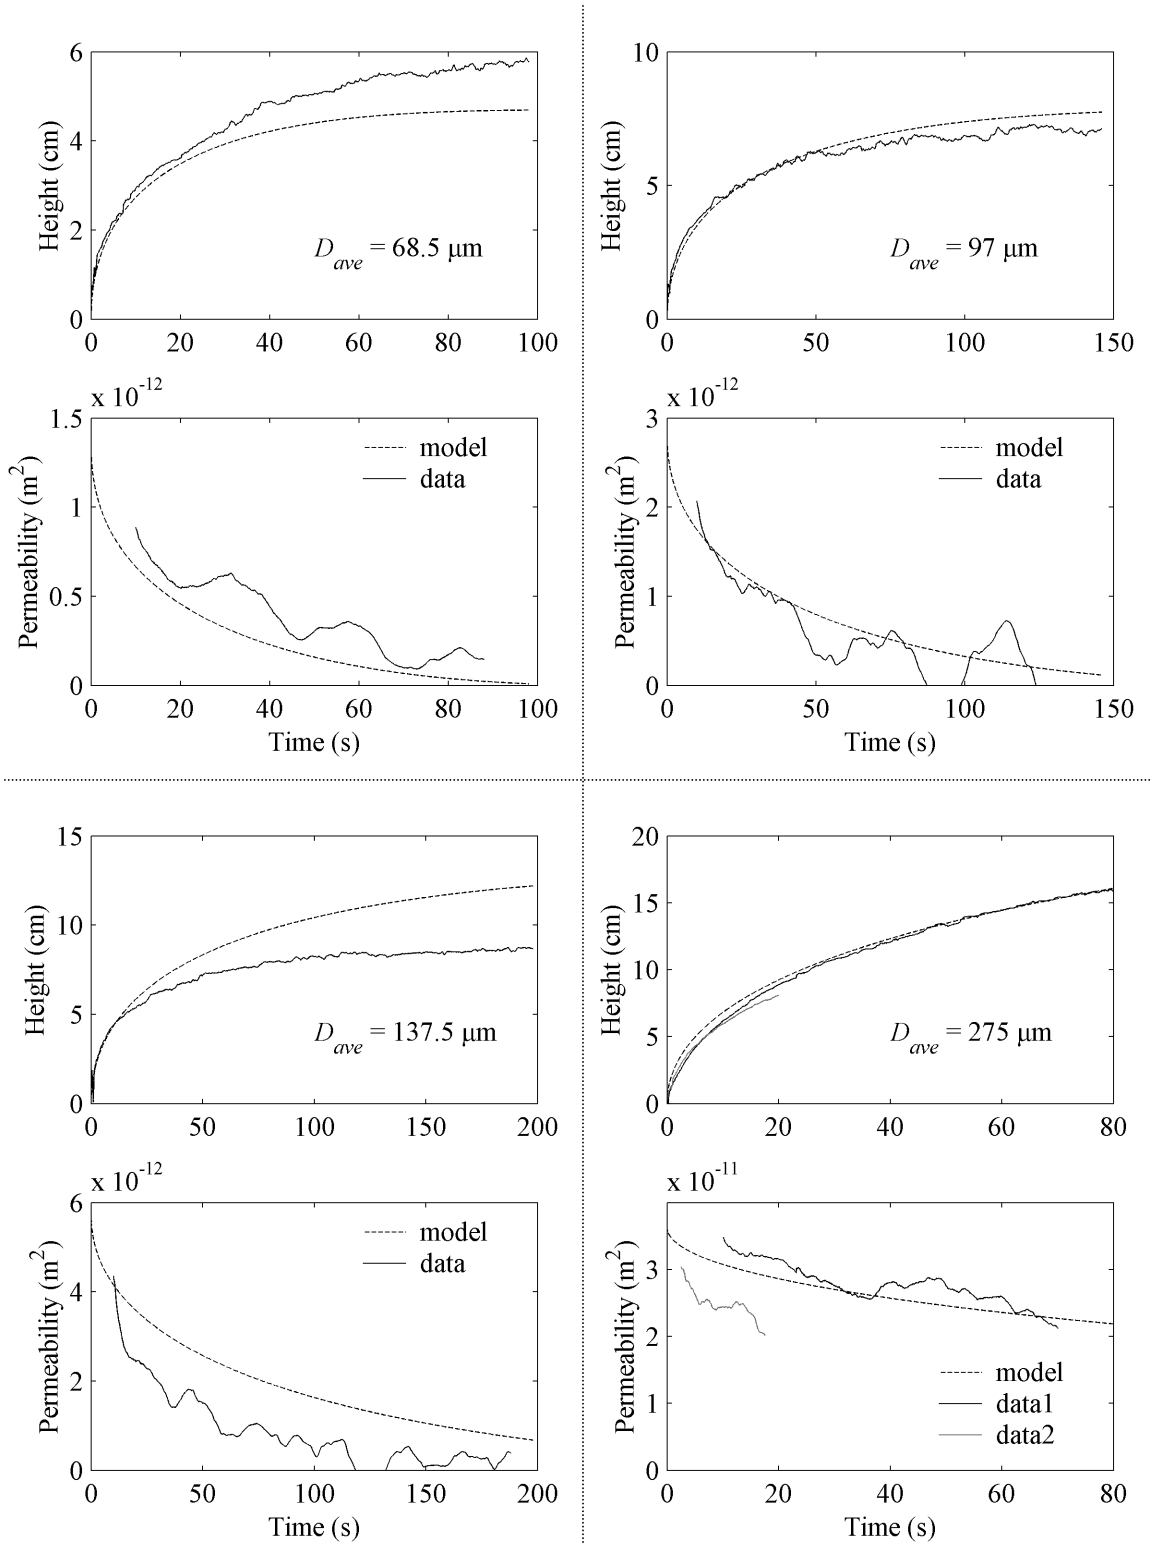 6
4
2
0
Height (cm)
D_ave = 68.5 μm
0 20 40 60 80 100
x 10^-12
1.5
1
0.5
0
Permeability (m^2)
model
data
0 20 40 60 80 100
Time (s)
10
5
0
Height (cm)
D_ave = 97 μm
0 50 100 150
x 10^-12
3
2
1
0
Permeability (m^2)
model
data
0 50 100 150
Time (s)
15
10
5
0
Height (cm)
D_ave = 137.5 μm
0 50 100 150 200
x 10^-12
6
4
2
0
Permeability (m^2)
model
data
0 50 100 150 200
Time (s)
20
15
10
5
0
Height (cm)
D_ave = 275 μm
0 20 40 60 80
x 10^-11
3
2
1
0
Permeability (m^2)
model
data1
data2
0 20 40 60 80
Time (s)